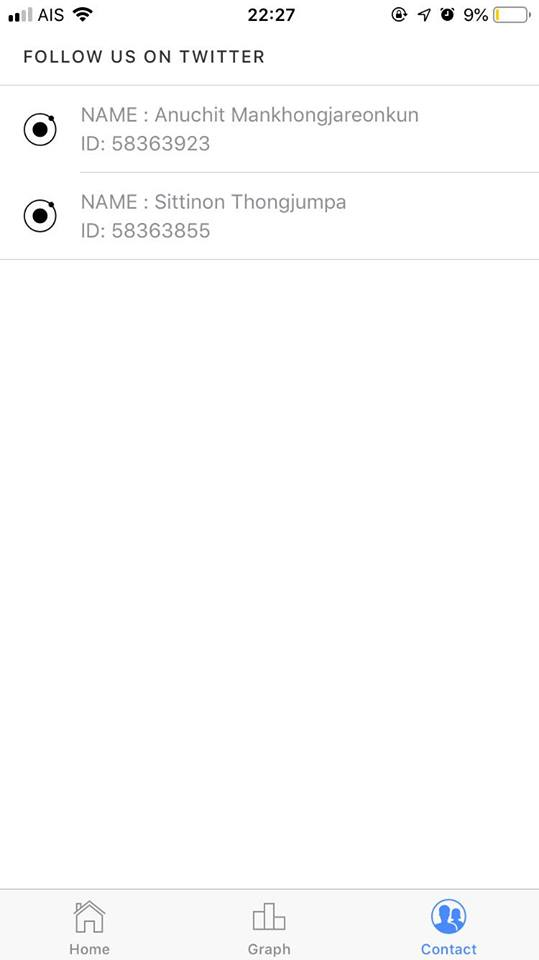 AIS 22:27 9%
FOLLOW US ON TWITTER
NAME : Anuchit Mankhongjareonkun
ID: 58363923
NAME : Sittinon Thongjumpa
ID: 58363855
Home Graph Contact